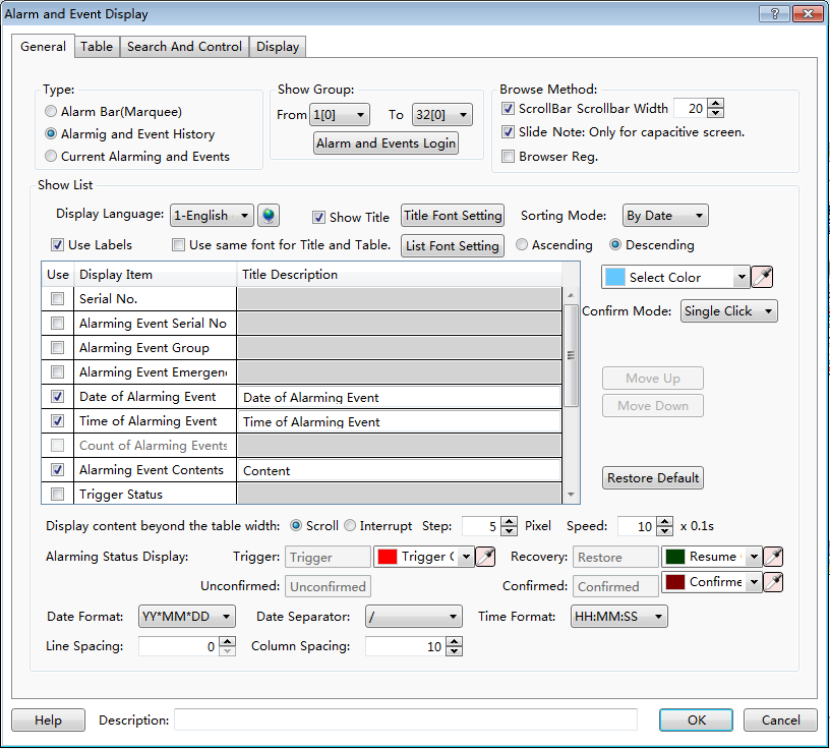 Alarm and Event Display
General Table Search And Control Display
Type: Show Group: Browse Method:
Alarm Bar(Marquee) From 1[0] To 32[0] ScrollBar Scrollbar Width 20
Alarmig and Event History Alarm and Events Login Slide Note: Only for capacitive screen.
Current Alarming and Events Browser Reg.
Show List
Display Language: 1-English Show Title Title Font Setting Sorting Mode: By Date
Use Labels Use same font for Title and Table. List Font Setting Ascending Descending
Use Display Item Title Description Select Color
Serial No.
Confirm Mode: Single Click
Alarming Event Serial No
Alarming Event Group
Alarming Event Emergen
Move Up
Date of Alarming Event Date of Alarming Event
Move Down
Time of Alarming Event Time of Alarming Event
Count of Alarming Events
Alarming Event Contents Content
Restore Default
Trigger Status
Display content beyond the table width: Scroll Interrupt Step: 5 Pixel Speed: 10 x 0.1s
Alarming Status Display: Trigger: Trigger Trigger C Recovery: Restore Resume
Unconfirmed: Unconfirmed Confirmed: Confirmed Confirme
Date Format: YY*MM*DD Date Separator: / Time Format: HH:MM:SS
Line Spacing: 0 Column Spacing: 10
Help Description: OK Cancel